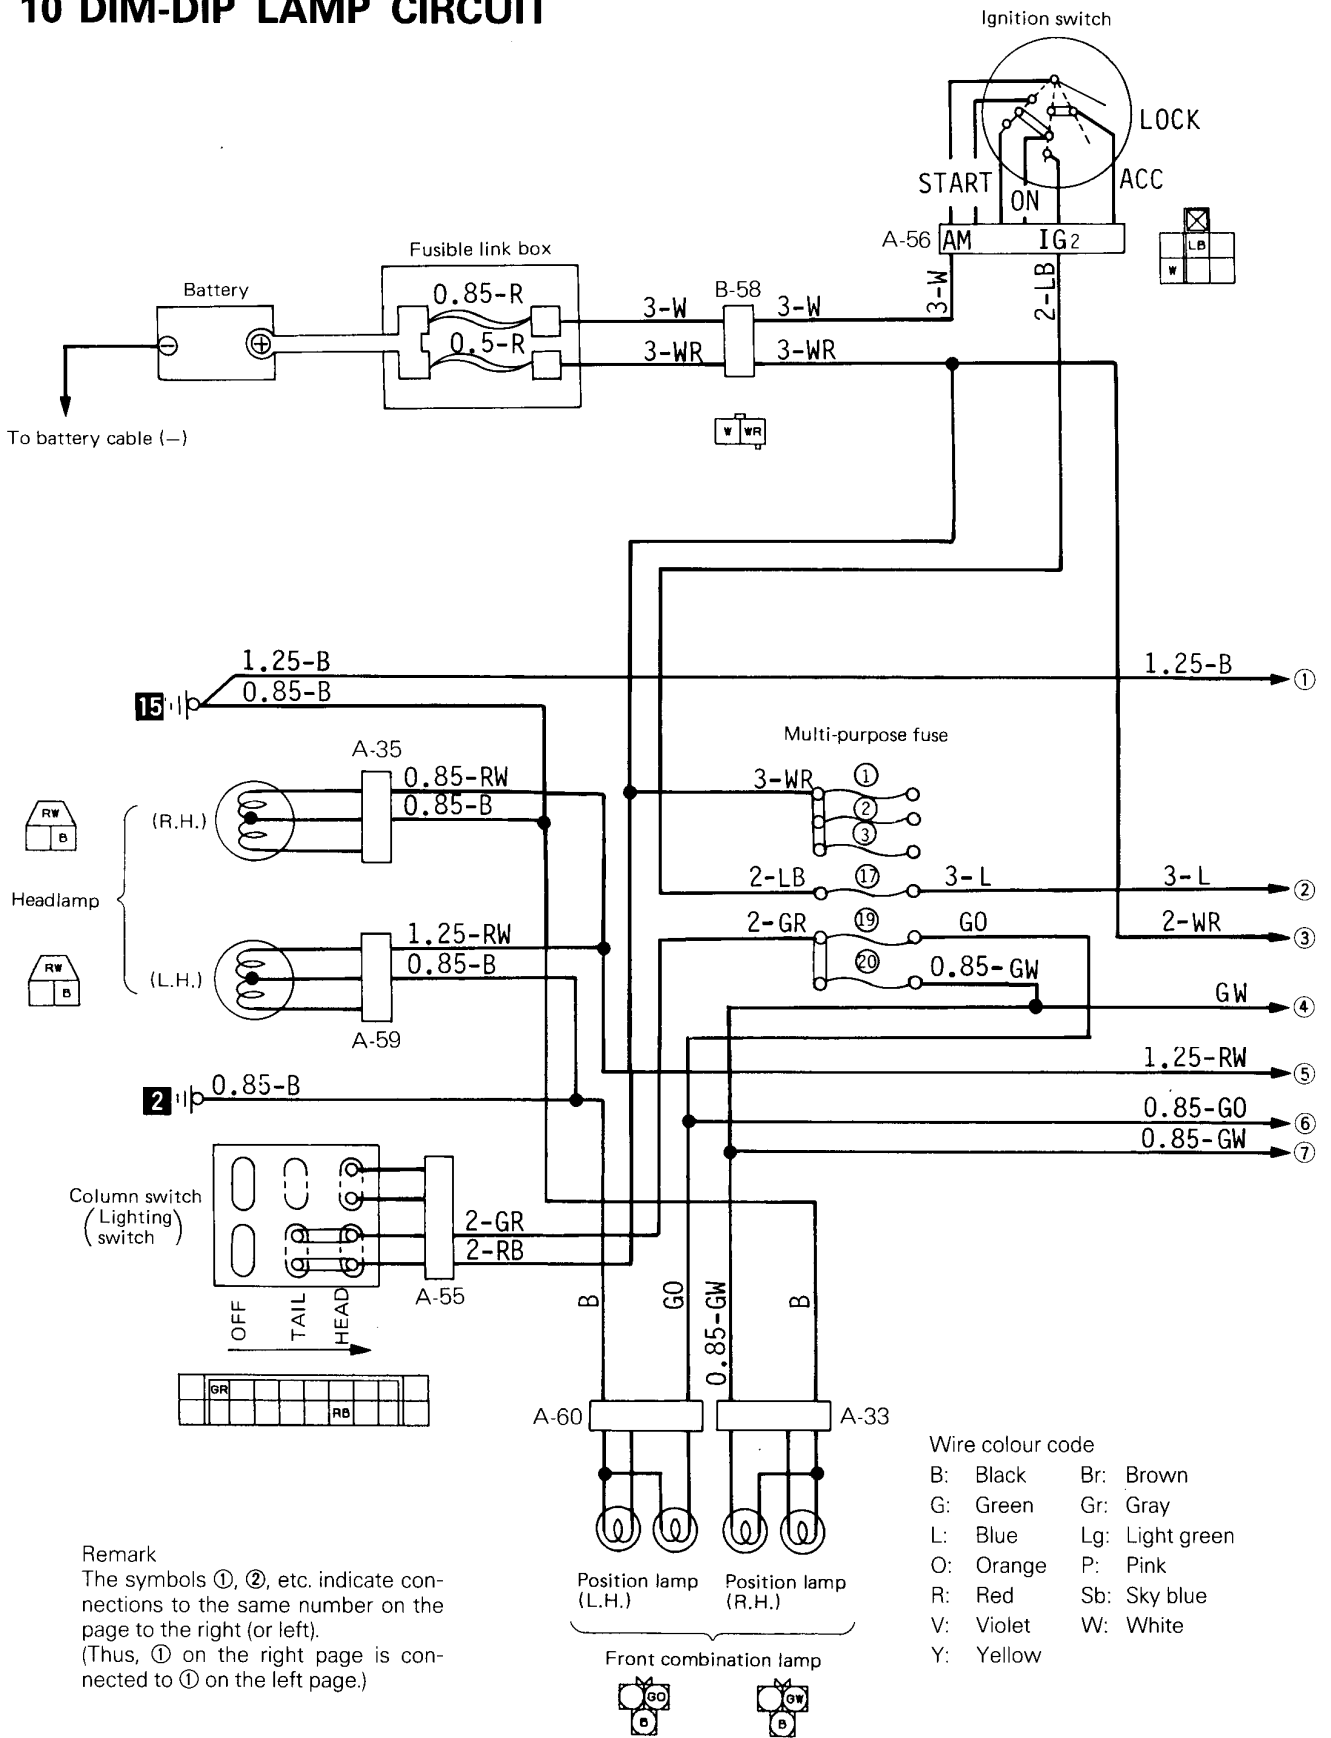 10 DIM-DIP LAMP CIRCUIT
Ignition switch
LOCK
START
ON
ACC
A-56
AM
IG2
LB
W
Fusible link box
Battery
0.85-R
0.5-R
3-W
3-WR
B-58
3-W
3-WR
3-W
2-LB
W
WR
To battery cable (–)
1.25-B
0.85-B
1.25-B
①
15
Multi-purpose fuse
A-35
0.85-RW
0.85-B
3-WR
①
②
③
RW
B
(R.H.)
Headlamp
2-LB
⑰
3-L
3-L
②
1.25-RW
0.85-B
2-GR
⑲
GO
2-WR
③
RW
B
(L.H.)
⑳
0.85-GW
GW
④
A-59
1.25-RW
⑤
2
0.85-B
0.85-GO
⑥
0.85-GW
⑦
Column switch
(Lighting
switch)
2-GR
2-RB
A-55
OFF
TAIL
HEAD
B
GO
0.85-GW
B
GR
RB
A-60
A-33
Wire colour code
B: Black Br: Brown
G: Green Gr: Gray
L: Blue Lg: Light green
O: Orange P: Pink
R: Red Sb: Sky blue
V: Violet W: White
Y: Yellow
Remark
The symbols ①, ②, etc. indicate con-
nections to the same number on the
page to the right (or left).
(Thus, ① on the right page is con-
nected to ① on the left page.)
Position lamp
(L.H.)
Position lamp
(R.H.)
Front combination lamp
GO
B
GW
B